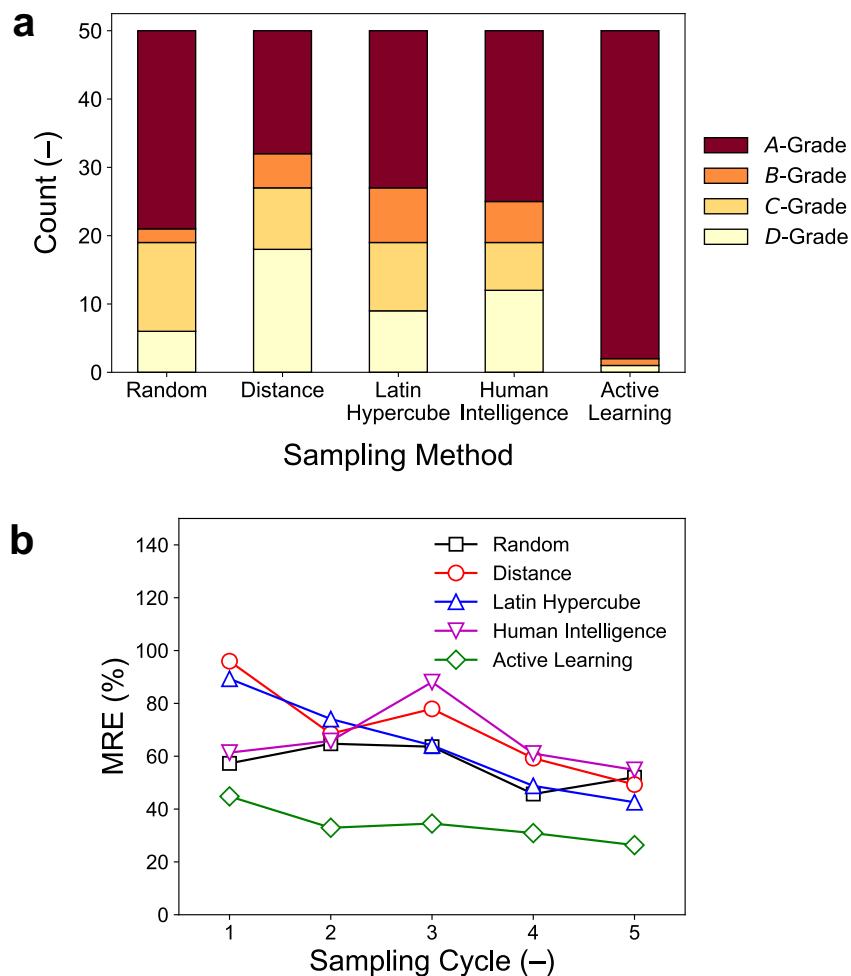 a
50
40
30
20
10
0
Count (–)
Random
Distance
Latin
Hypercube
Human
Intelligence
Active
Learning
Sampling Method
A-Grade
B-Grade
C-Grade
D-Grade
b
140
120
100
80
60
40
20
0
MRE (%)
Random
Distance
Latin Hypercube
Human Intelligence
Active Learning
1
2
3
4
5
Sampling Cycle (–)